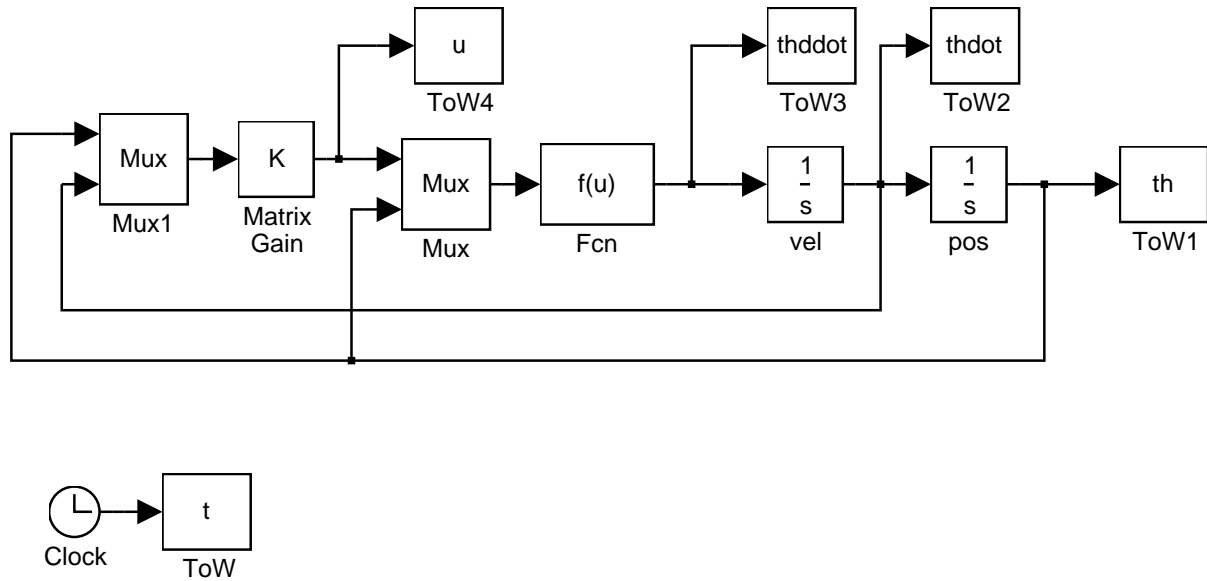 u
ToW4
thddot
ToW3
thdot
ToW2
Mux
Mux1
K
Matrix
Gain
Mux
Mux
f(u)
Fcn
1
s
vel
1
s
pos
th
ToW1
Clock
t
ToW